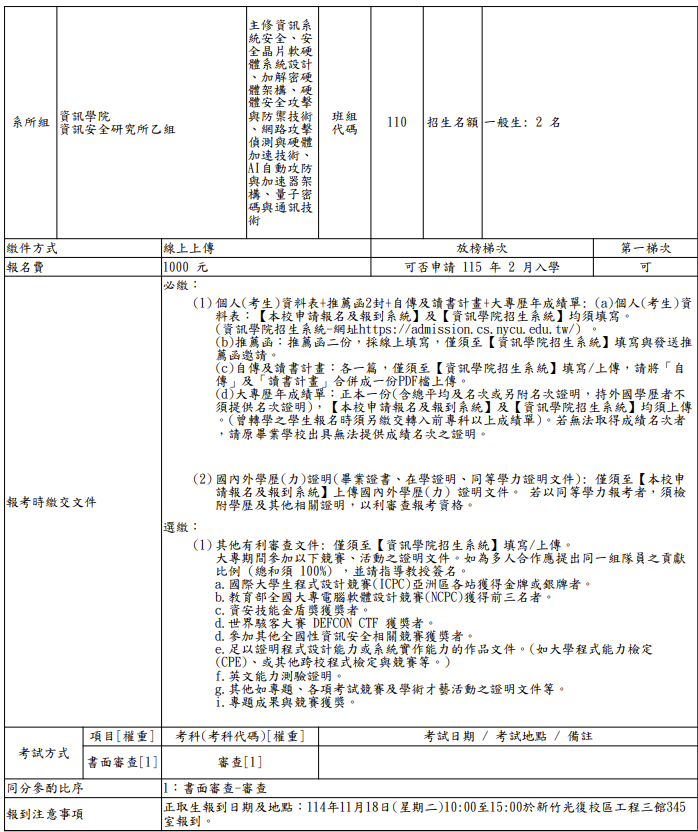 系所組
資訊學院
資訊安全研究所乙組
主修資訊系
統安全、安
全晶片軟硬
體系統設計
、加解密硬
體架構、硬
體安全攻擊
與防禦技術
、網路攻擊
偵測與硬體
加速技術、
AI自動攻防
與加速器架
構、量子密
碼與通訊技
術
班組
代碼
110
招生名額
一般生: 2 名
繳件方式
線上上傳
放榜梯次
第一梯次
報名費
1000 元
可否申請 115 年 2 月入學
可
報考時繳交文件
必繳：
(1)個人(考生)資料表+推薦函2封+自傳及讀書計畫+大專歷年成績單: (a)個人(考生)資
料表：【本校申請報名及報到系統】及【資訊學院招生系統】均須填寫。
(資訊學院招生系統-網址https://admission.cs.nycu.edu.tw/) 。
(b)推薦函：推薦函二份，採線上填寫，僅須至【資訊學院招生系統】填寫與發送推
薦函邀請。
(c)自傳及讀書計畫：各一篇，僅須至【資訊學院招生系統】填寫/上傳，請將「自
傳」及「讀書計畫」合併成一份PDF檔上傳。
(d)大專歷年成績單：正本一份(含總平均及名次或另附名次證明，持外國學歷者不
須提供名次證明)，【本校申請報名及報到系統】及【資訊學院招生系統】均須上傳
。(曾轉學之學生報名時須另繳交轉入前專科以上成績單)。若無法取得成績名次者
，請原畢業學校出具無法提供成績名次之證明。
(2)國內外學歷(力)證明(畢業證書、在學證明、同等學力證明文件): 僅須至【本校申
請報名及報到系統】上傳國內外學歷(力) 證明文件。 若以同等學力報考者，須檢
附學歷及其他相關證明，以利審查報考資格。
選繳：
(1)其他有利審查文件: 僅須至【資訊學院招生系統】填寫/上傳。
大專期間參加以下競賽、活動之證明文件。如為多人合作應提出同一組隊員之貢獻
比例 (總和須 100%) ，並請指導教授簽名。
a.國際大學生程式設計競賽(ICPC)亞洲區各站獲得金牌或銀牌者。
b.教育部全國大專電腦軟體設計競賽(NCPC)獲得前三名者。
c.資安技能金盾獎獲獎者。
d.世界駭客大賽 DEFCON CTF 獲獎者。
d.參加其他全國性資訊安全相關競賽獲獎者。
e.足以證明程式設計能力或系統實作能力的作品文件。(如大學程式能力檢定
(CPE)、或其他跨校程式檢定與競賽等。)
f.英文能力測驗證明。
g.其他如專題、各項考試競賽及學術才藝活動之證明文件等。
i.專題成果與競賽獲獎。
考試方式
項目[權重]
考科(考科代碼)[權重]
考試日期 / 考試地點 / 備註
書面審查[1]
審查[1]
同分參酌比序
1：書面審查-審查
報到注意事項
正取生報到日期及地點：114年11月18日(星期二)10:00至15:00於新竹光復校區工程三館345
室報到。